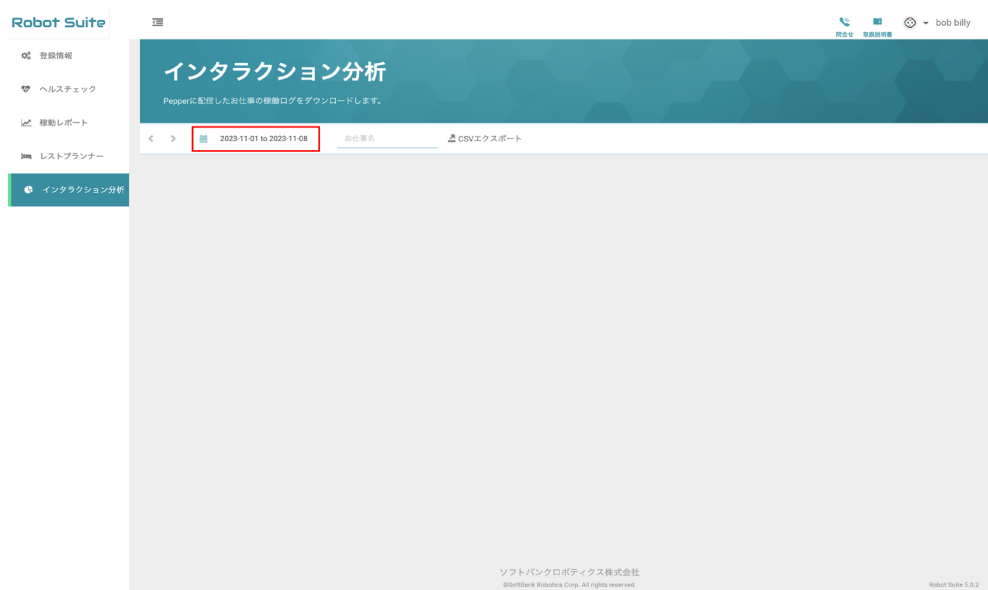 Robot Suite
問合せ
取扱説明書
bob billy
登録情報
ヘルスチェック
稼動レポート
レストプランナー
インタラクション分析
インタラクション分析
Pepperに配信したお仕事の稼働ログをダウンロードします。
2023-11-01 to 2023-11-08
お仕事名
CSVエクスポート
ソフトバンクロボティクス株式会社
©SoftBank Robotics Corp. All rights reserved.
Robot Suite 5.0.2